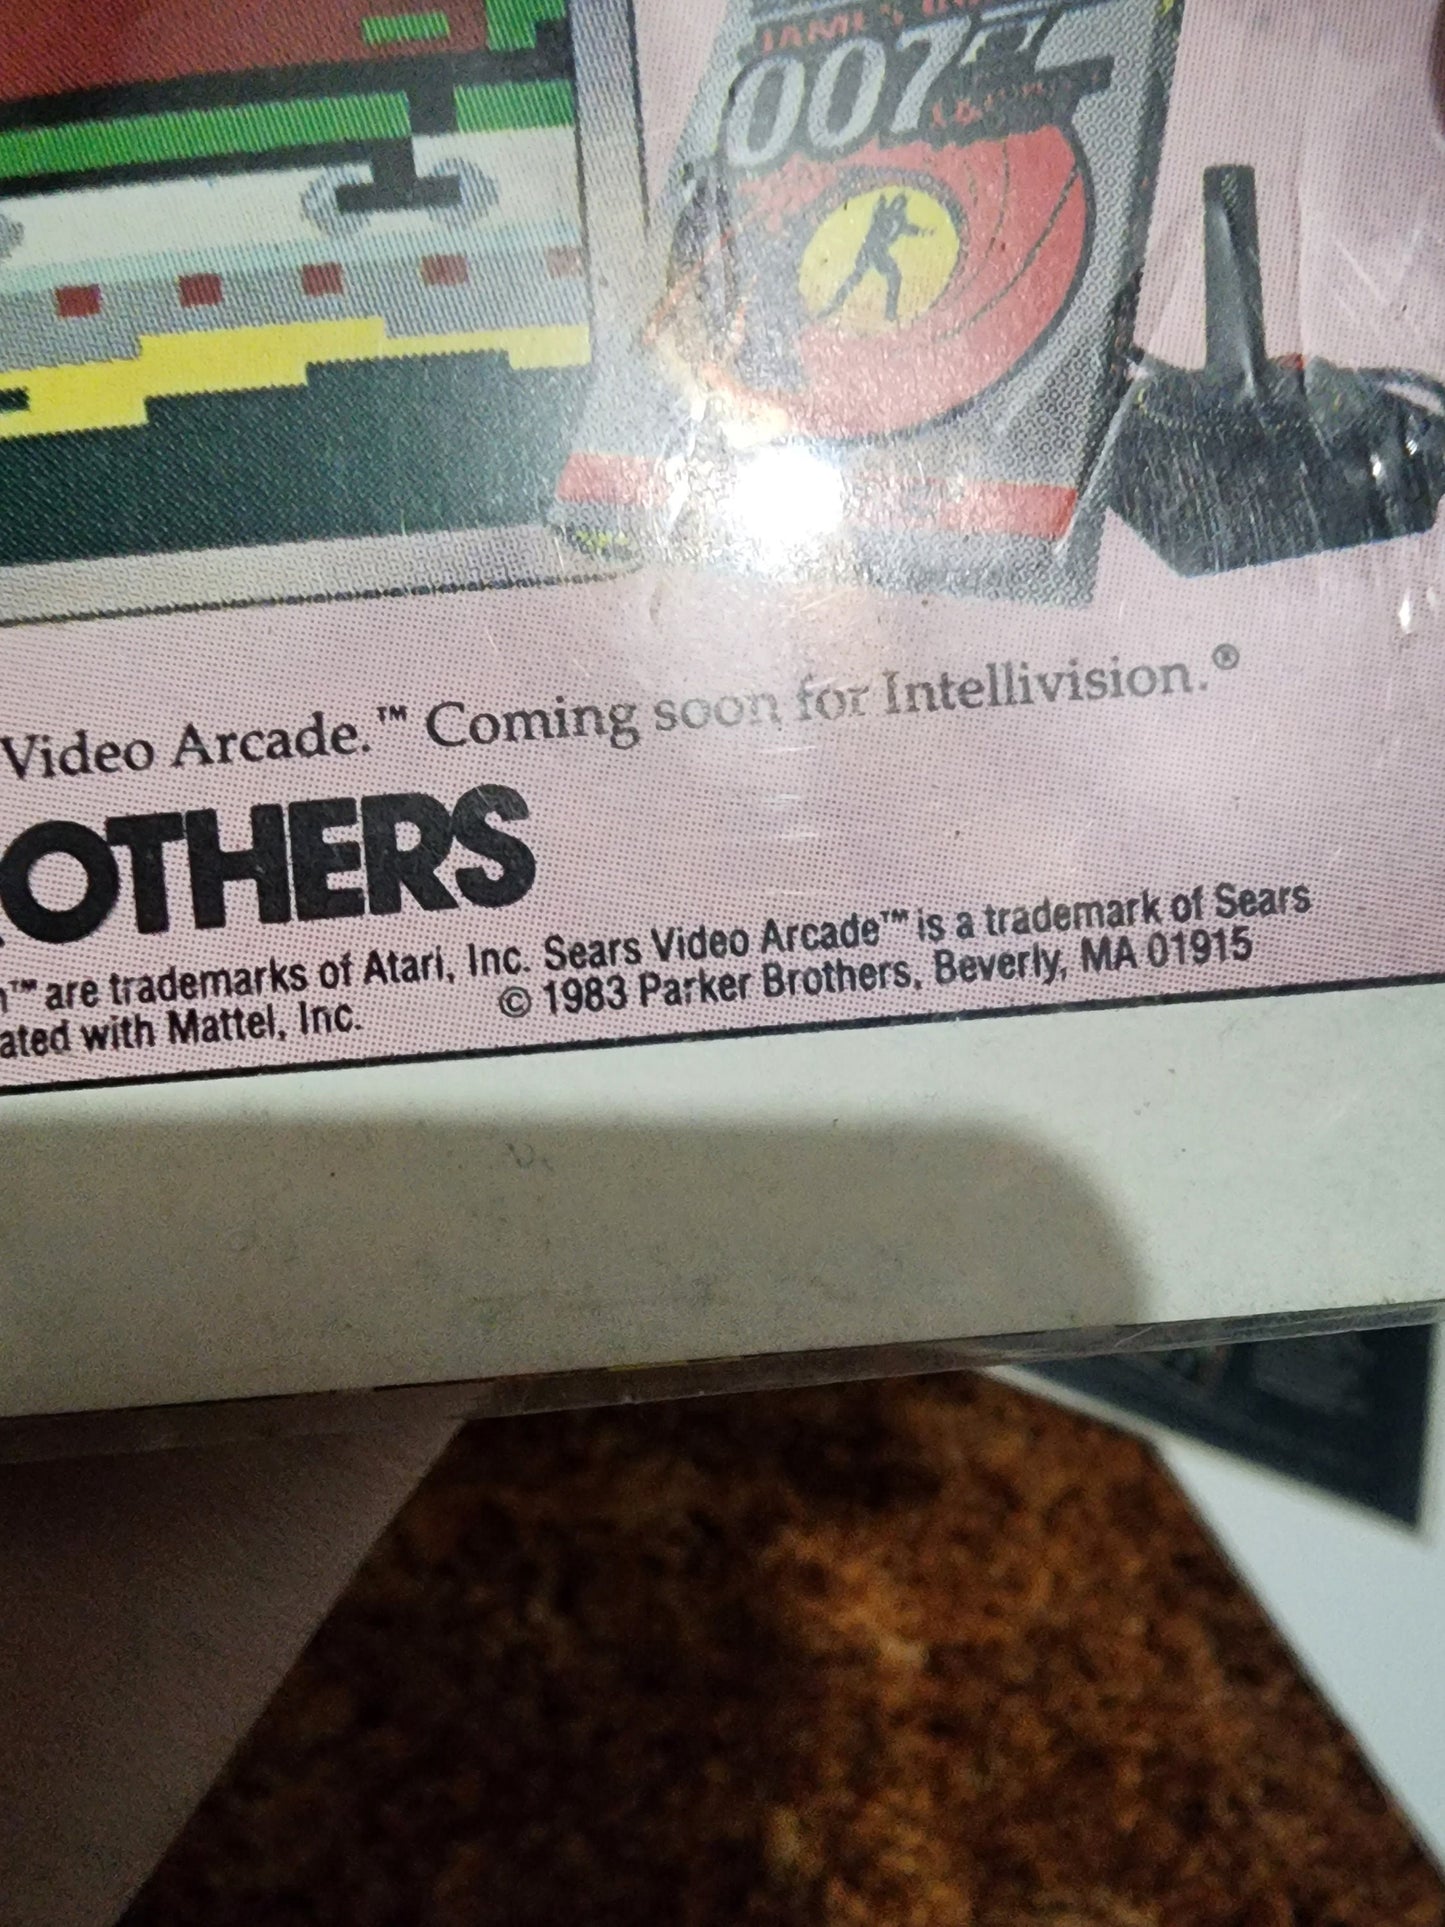 JAMES
007
Video Arcade.™ Coming soon for Intellivision.®
OTHERS
™ are trademarks of Atari, Inc. Sears Video Arcade™ is a trademark of Sears
ated with Mattel, Inc. © 1983 Parker Brothers, Beverly, MA 01915